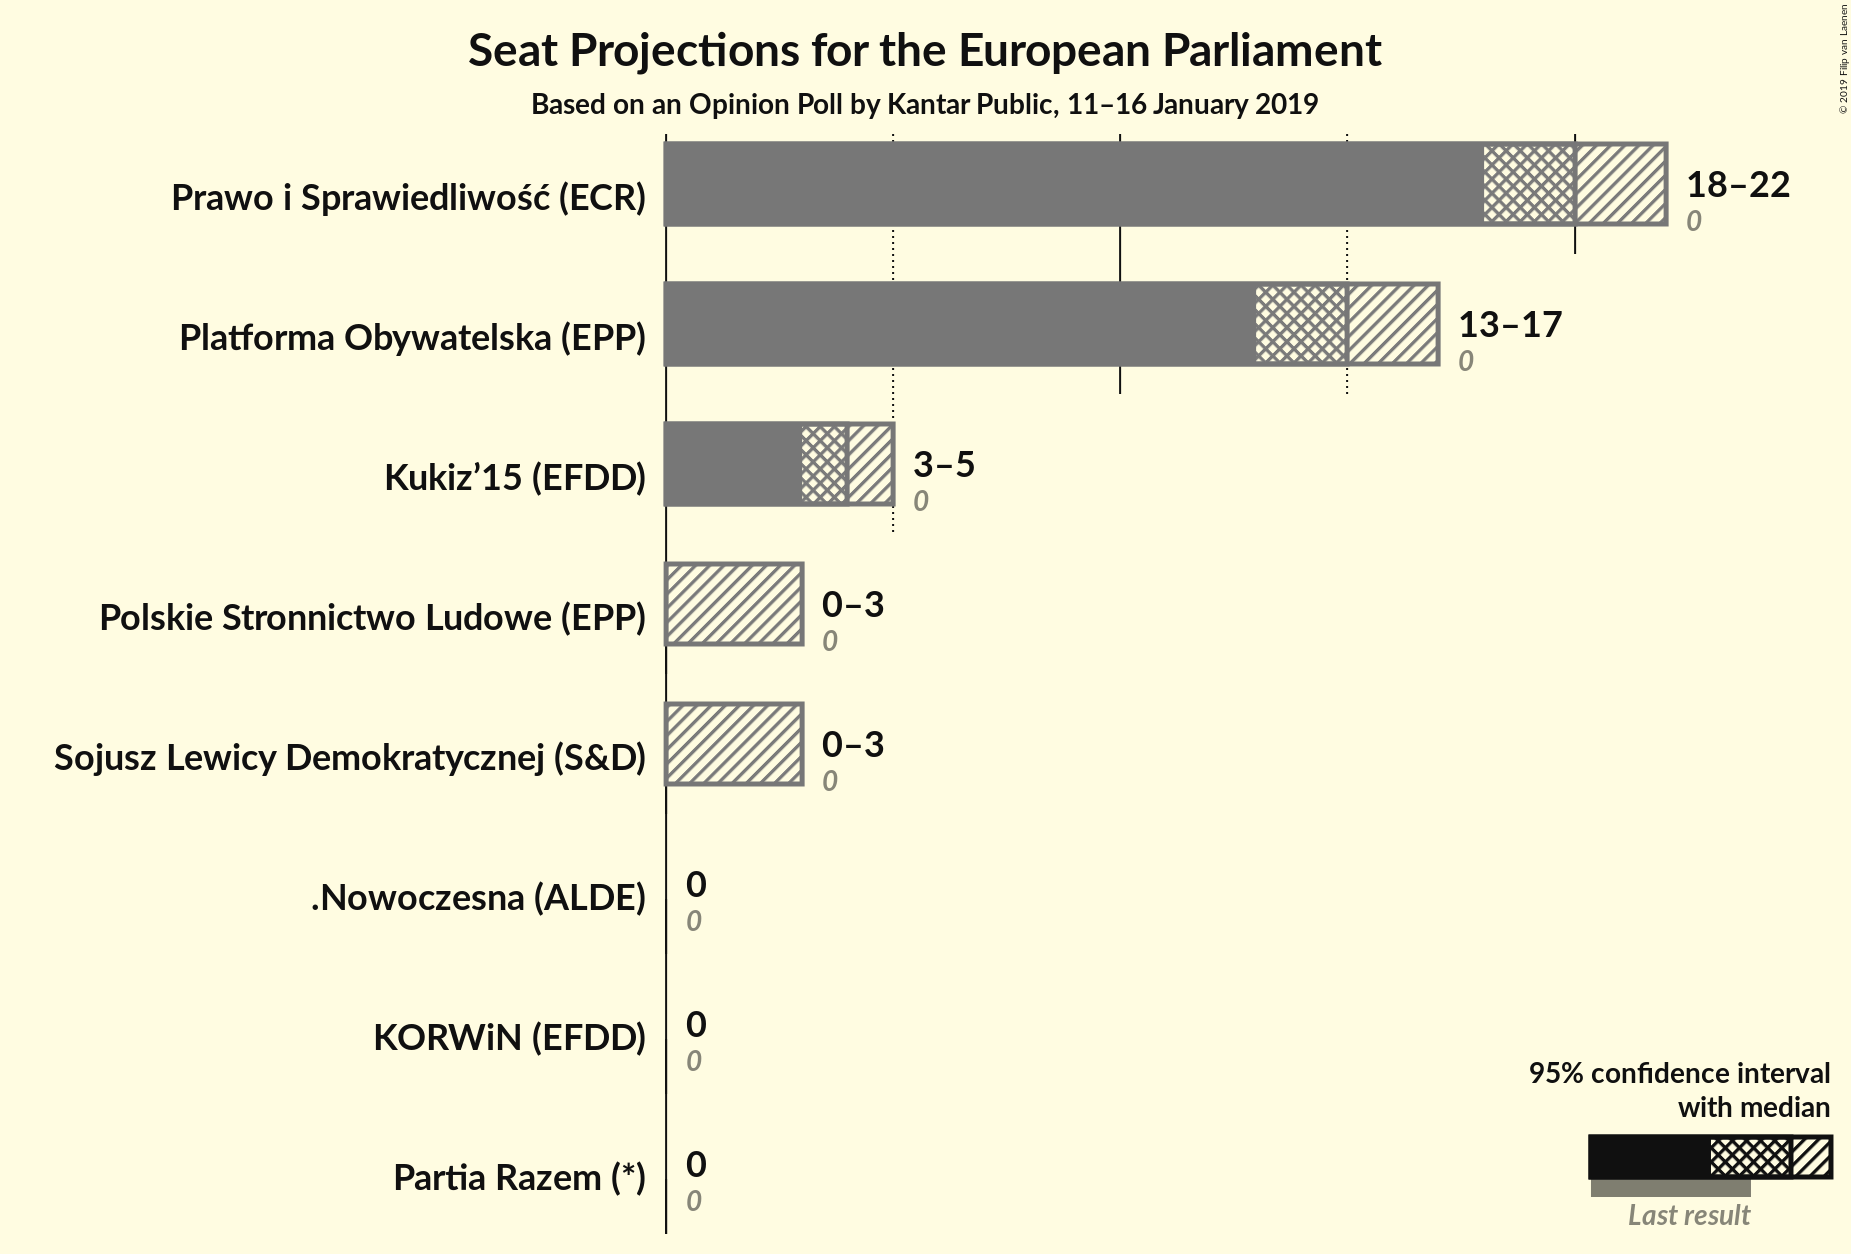 Seat Projections for the European Parliament
Based on an Opinion Poll by Kantar Public, 11–16 January 2019
© 2019 Filip van Laenen
Prawo i Sprawiedliwość (ECR)
18–22
0
Platforma Obywatelska (EPP)
13–17
0
Kukiz’15 (EFDD)
3–5
0
Polskie Stronnictwo Ludowe (EPP)
0–3
0
Sojusz Lewicy Demokratycznej (S&D)
0–3
0
.Nowoczesna (ALDE)
0
0
KORWiN (EFDD)
0
0
Partia Razem (*)
0
0
95% confidence interval
with median
Last result